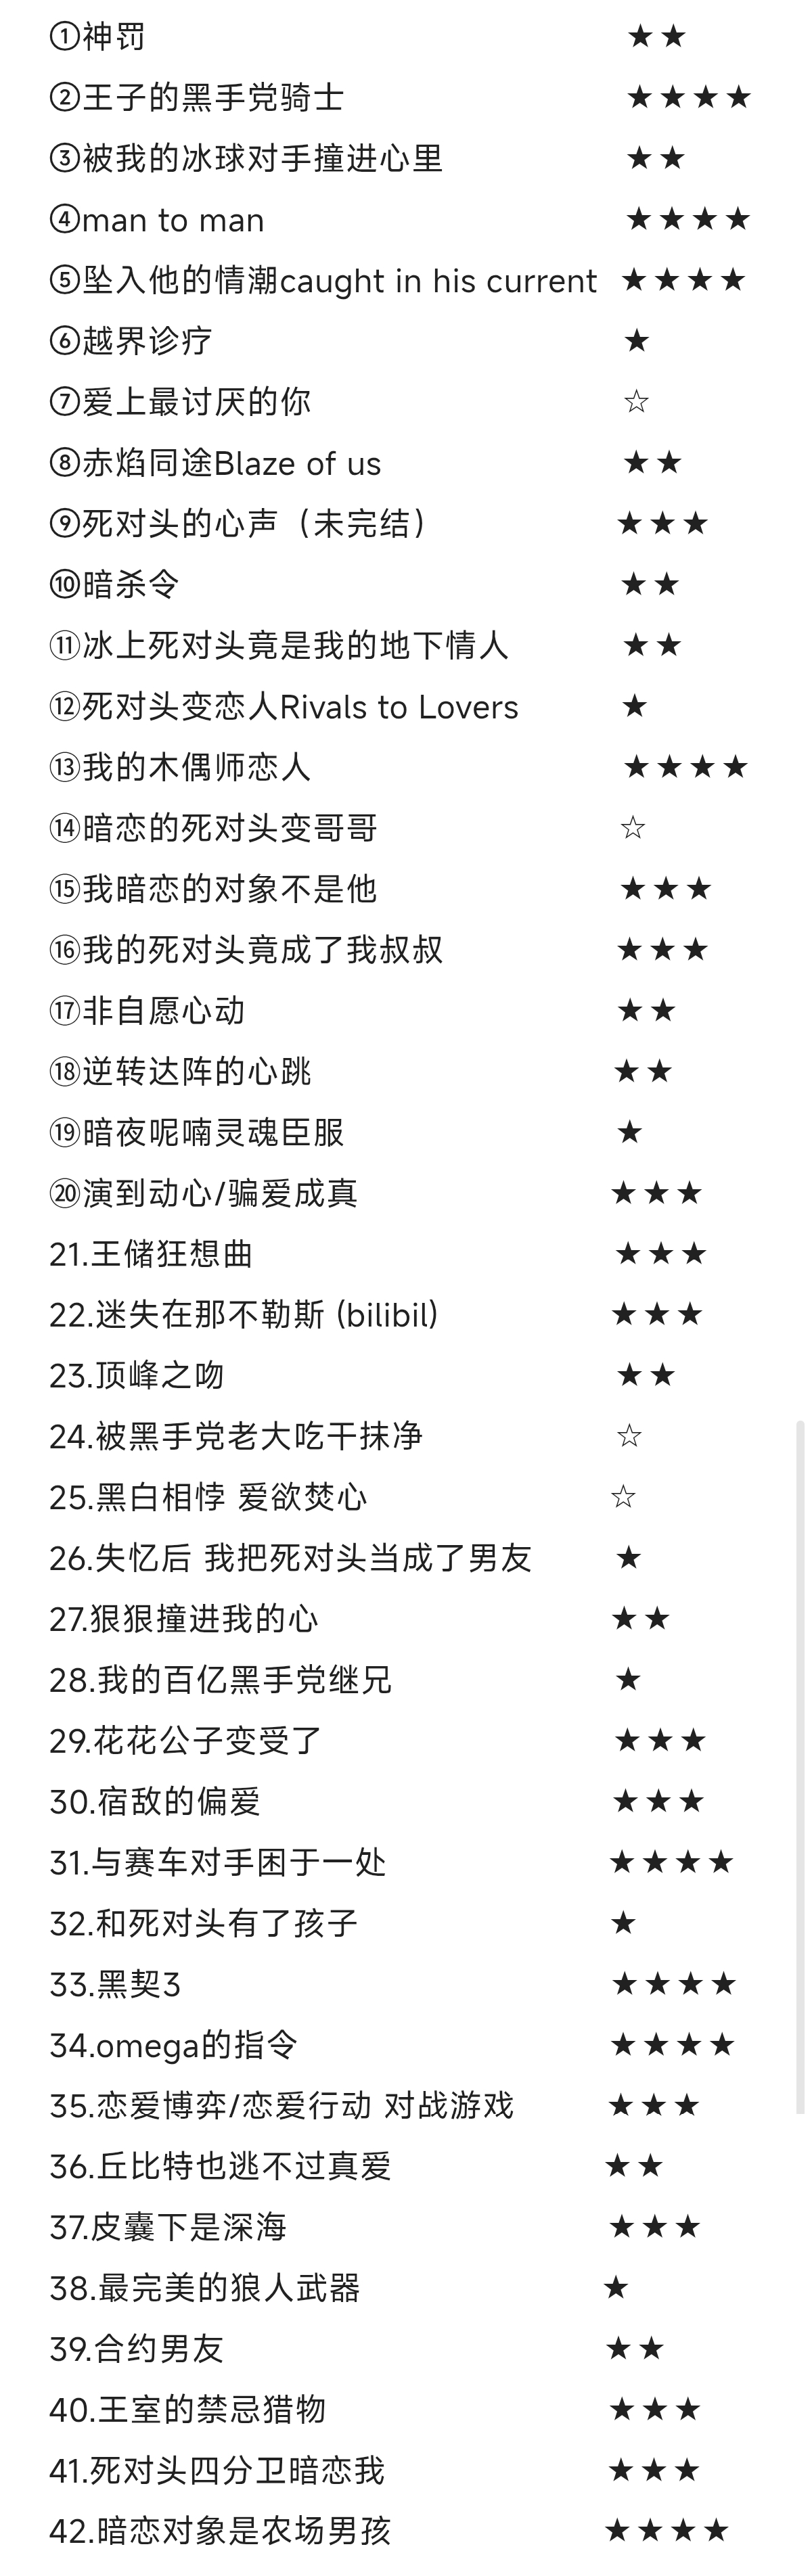 ①神罚 ★★
②王子的黑手党骑士 ★★★★
③被我的冰球对手撞进心里 ★★
④man to man ★★★★
⑤坠入他的情潮caught in his current ★★★★
⑥越界诊疗 ★
⑦爱上最讨厌的你 ☆
⑧赤焰同途Blaze of us ★★
⑨死对头的心声（未完结） ★★★
⑩暗杀令 ★★
⑪冰上死对头竟是我的地下情人 ★★
⑫死对头变恋人Rivals to Lovers ★
⑬我的木偶师恋人 ★★★★
⑭暗恋的死对头变哥哥 ☆
⑮我暗恋的对象不是他 ★★★
⑯我的死对头竟成了我叔叔 ★★★
⑰非自愿心动 ★★
⑱逆转达阵的心跳 ★★
⑲暗夜呢喃灵魂臣服 ★
⑳演到动心/骗爱成真 ★★★
21.王储狂想曲 ★★★
22.迷失在那不勒斯 (bilibil) ★★★
23.顶峰之吻 ★★
24.被黑手党老大吃干抹净 ☆
25.黑白相悖 爱欲焚心 ☆
26.失忆后 我把死对头当成了男友 ★
27.狠狠撞进我的心 ★★
28.我的百亿黑手党继兄 ★
29.花花公子变受了 ★★★
30.宿敌的偏爱 ★★★
31.与赛车对手困于一处 ★★★★
32.和死对头有了孩子 ★
33.黑契3 ★★★★
34.omega的指令 ★★★★
35.恋爱博弈/恋爱行动 对战游戏 ★★★
36.丘比特也逃不过真爱 ★★
37.皮囊下是深海 ★★★
38.最完美的狼人武器 ★
39.合约男友 ★★
40.王室的禁忌猎物 ★★★
41.死对头四分卫暗恋我 ★★★
42.暗恋对象是农场男孩 ★★★★